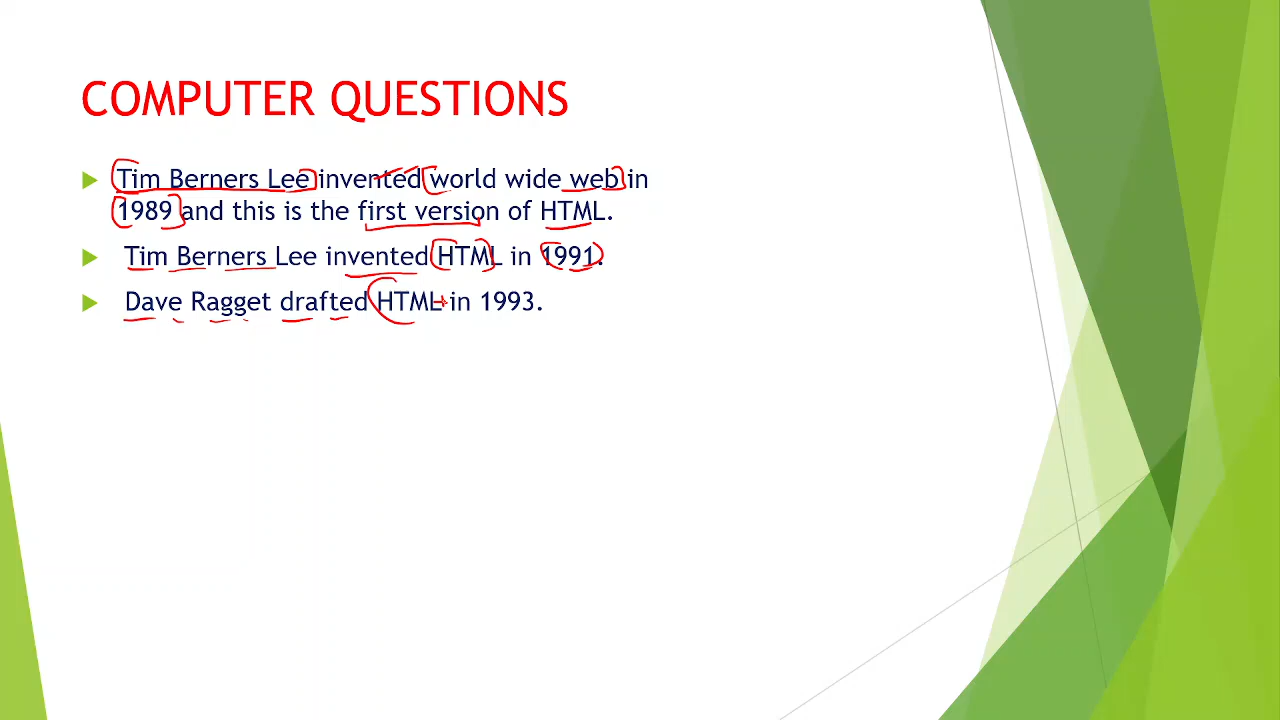 COMPUTER QUESTIONS
Tim Berners Lee invented world wide web in
1989 and this is the first version of HTML.
Tim Berners Lee invented HTML in 1991.
Dave Ragget drafted HTML+in 1993.